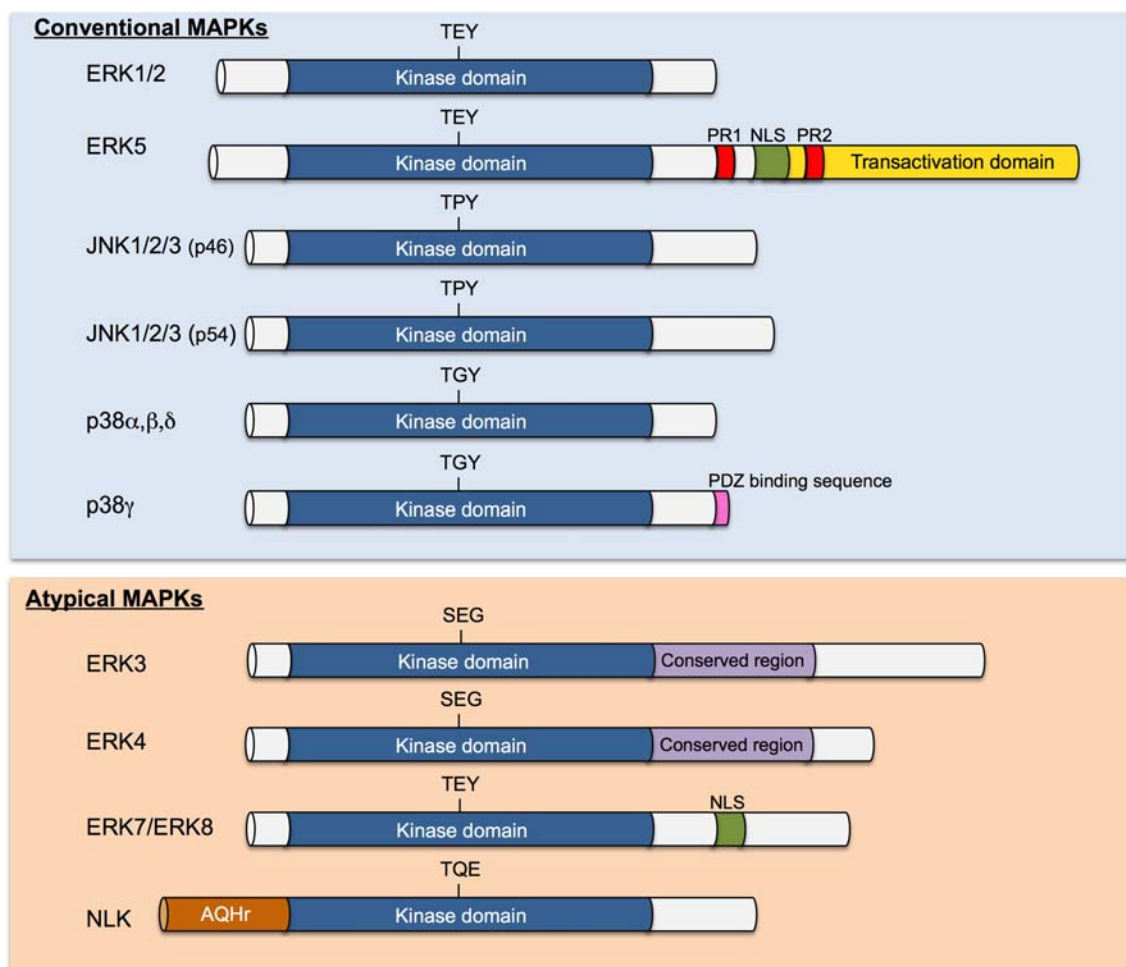 Conventional MAPKs
TEY
ERK1/2
Kinase domain
TEY
PR1 NLS PR2
ERK5
Kinase domain
Transactivation domain
TPY
JNK1/2/3 (p46)
Kinase domain
TPY
JNK1/2/3 (p54)
Kinase domain
TGY
p38α,β,δ
Kinase domain
TGY
PDZ binding sequence
p38γ
Kinase domain
Atypical MAPKs
SEG
ERK3
Kinase domain
Conserved region
SEG
ERK4
Kinase domain
Conserved region
TEY
NLS
ERK7/ERK8
Kinase domain
TQE
NLK
AQHr
Kinase domain